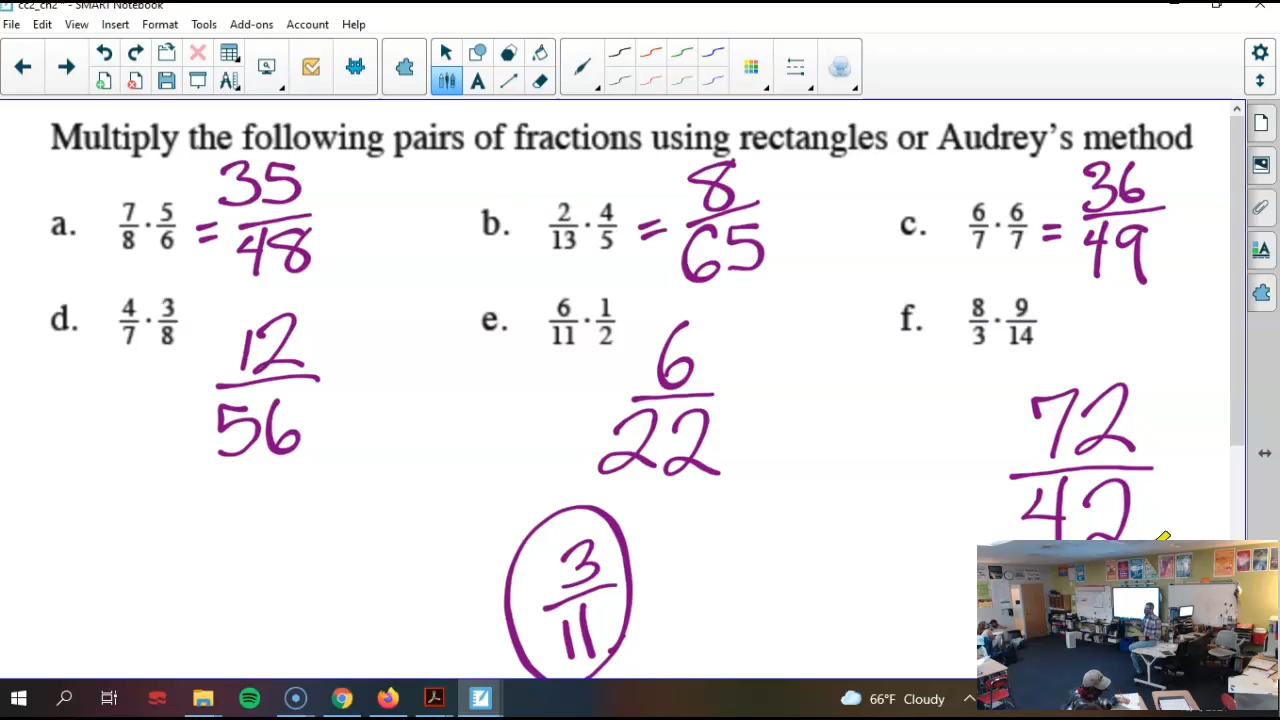 cc2_ch2 * - SMART Notebook
File Edit View Insert Format Tools Add-ons Account Help
Multiply the following pairs of fractions using rectangles or Audrey's method
a. 7/8 · 5/6 = 35/48 b. 2/13 · 4/5 = 8/65 c. 6/7 · 6/7 = 36/49
d. 4/7 · 3/8 12/56 e. 6/11 · 1/2 6/22 f. 8/3 · 9/14 72/42
3/11
66°F Cloudy